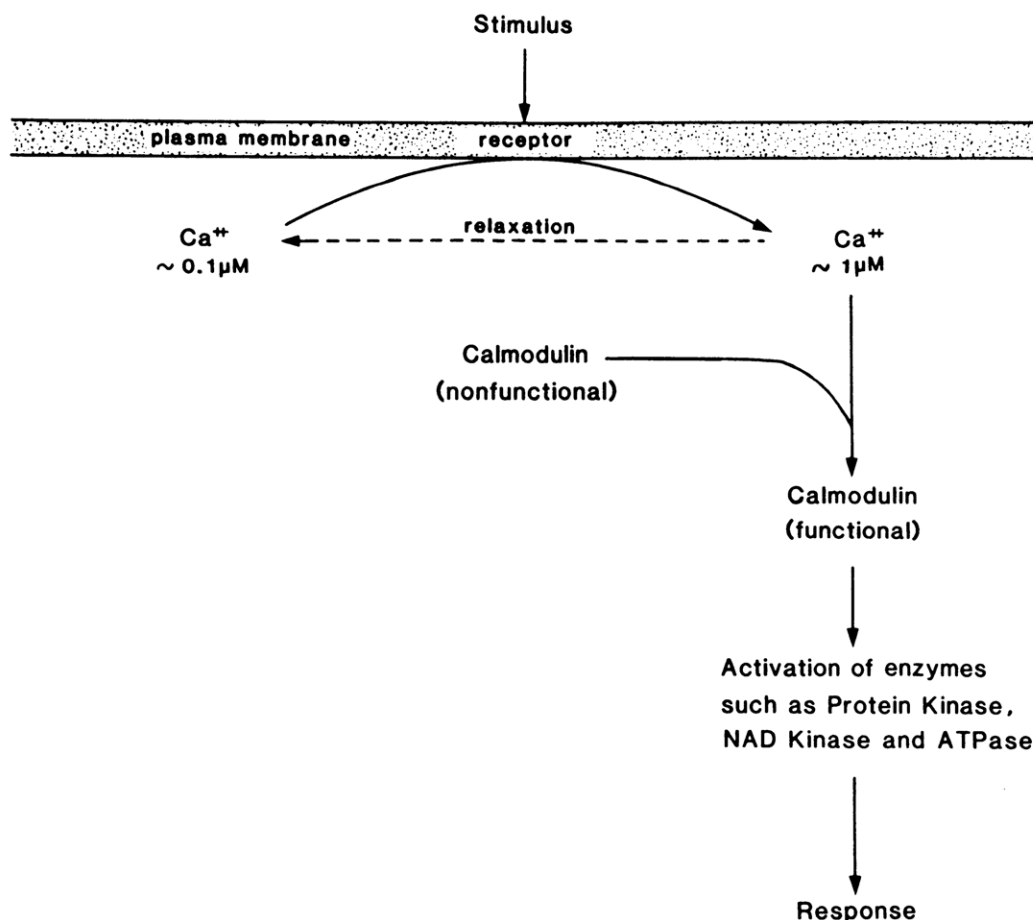 Stimulus
plasma membrane receptor
relaxation
Ca⁺⁺
~ 0.1µM
Ca⁺⁺
~ 1µM
Calmodulin
(nonfunctional)
Calmodulin
(functional)
Activation of enzymes
such as Protein Kinase,
NAD Kinase and ATPase
Response